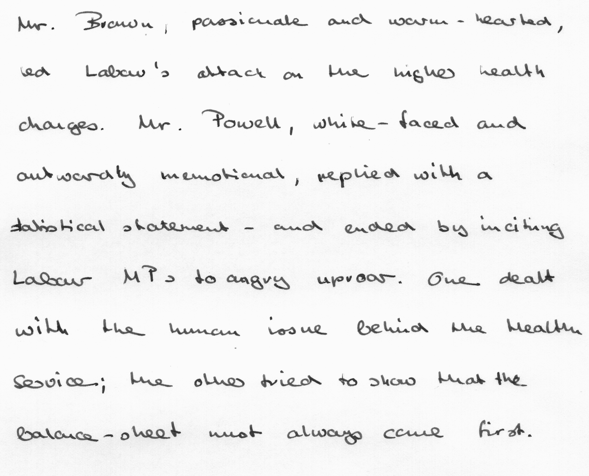 Mr. Brown, passionate and warm-hearted,
led Labour's attack on the higher health
charges. Mr. Powell, white-faced and
outwardly unemotional, replied with a
statistical statement - and ended by inciting
Labour MPs to angry uproar. One dealt
with the human issue behind the Health
Service; the other tried to show that the
balance-sheet must always come first.